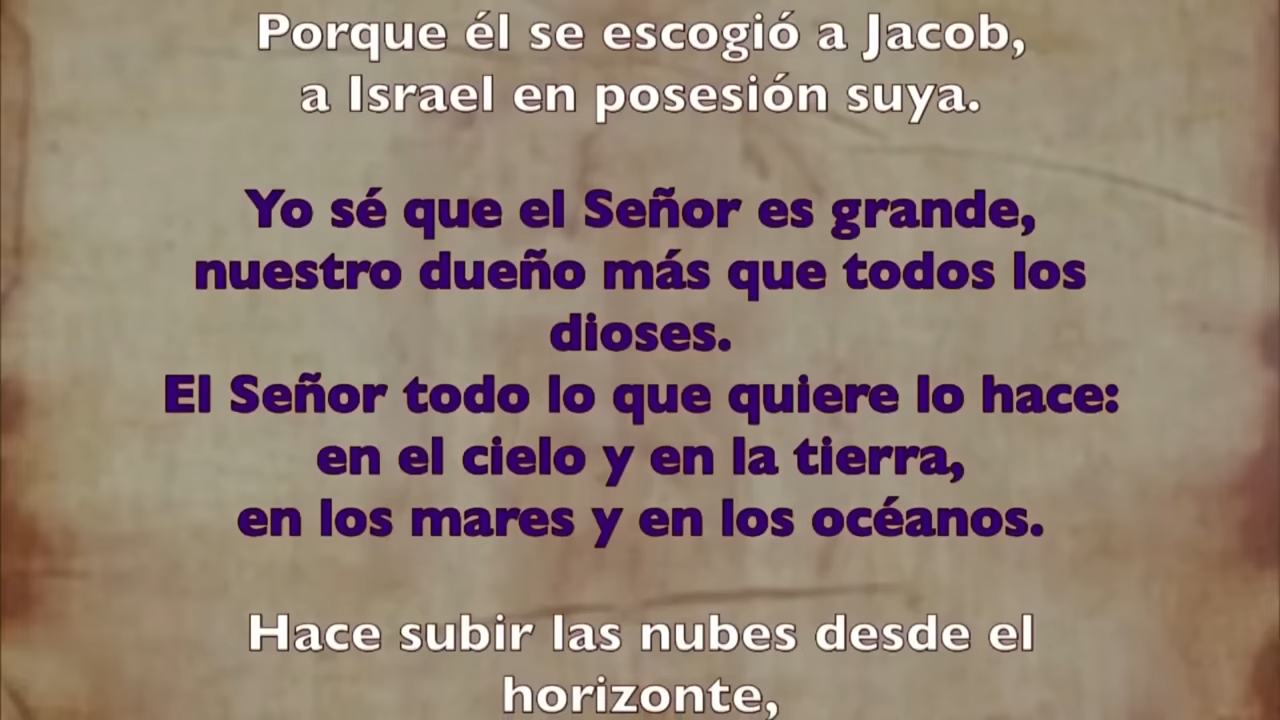 Porque él se escogió a Jacob,
a Israel en posesión suya.
Yo sé que el Señor es grande,
nuestro dueño más que todos los
dioses.
El Señor todo lo que quiere lo hace:
en el cielo y en la tierra,
en los mares y en los océanos.
Hace subir las nubes desde el
horizonte,